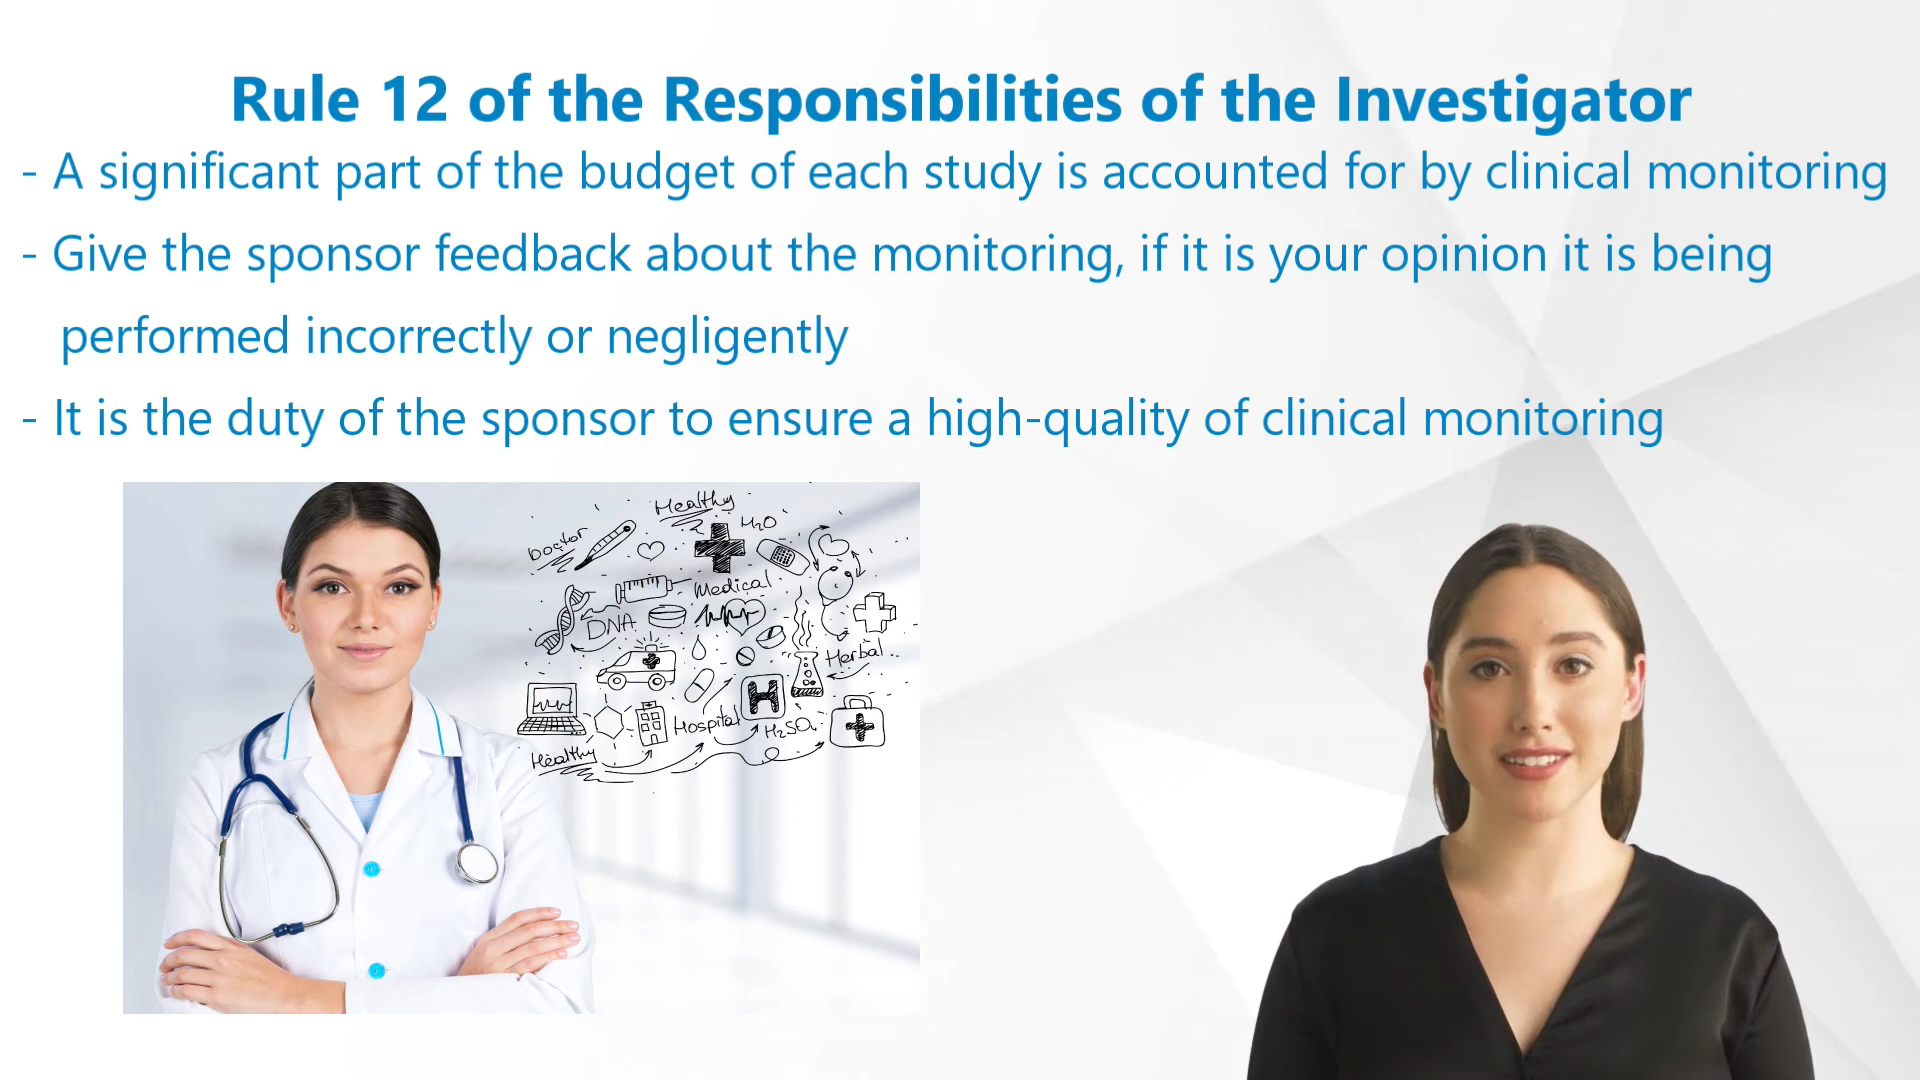 Rule 12 of the Responsibilities of the Investigator
- A significant part of the budget of each study is accounted for by clinical monitoring
- Give the sponsor feedback about the monitoring, if it is your opinion it is being
performed incorrectly or negligently
- It is the duty of the sponsor to ensure a high-quality of clinical monitoring
Healthy
H₂O
Doctor
Medical
DNA
Herbal
H
Hospital
H₂SO₄
Healthy